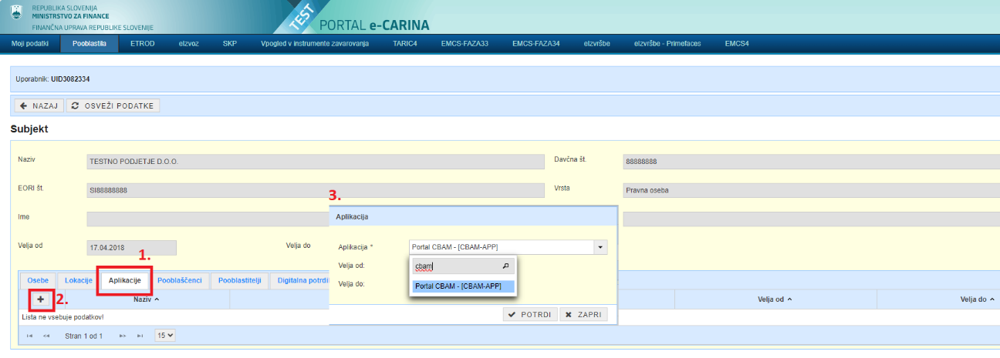 REPUBLIKA SLOVENIJA
MINISTRSTVO ZA FINANCE
FINANČNA UPRAVA REPUBLIKE SLOVENIJE
TEST
PORTAL e-CARINA
Moji podatki Pooblastila ETROD eIzvoz SKP Vpogled v instrumente zavarovanja TARIC4 EMCS-FAZA33 EMCS-FAZA34 eIzvršbe eIzvršbe - Primefaces EMCS4
Uporabnik: UID3082334
NAZAJ OSVEŽI PODATKE
Subjekt
Naziv TESTNO PODJETJE D.O.O. Davčna št. 88888888
EORI št. SI88888888 Vrsta Pravna oseba
3.
Ime
Aplikacija
Velja od 17.04.2018 Velja do
Aplikacija * Portal CBAM - [CBAM-APP]
1.
Velja od: cbam
Velja do: Portal CBAM - [CBAM-APP]
Osebe Lokacije Aplikacije Pooblaščenci Pooblastitelji Digitalna potrdil
+ 2. Naziv Velja od Velja do
POTRDI ZAPRI
Lista ne vsebuje podatkov!
Stran 1 od 1 15